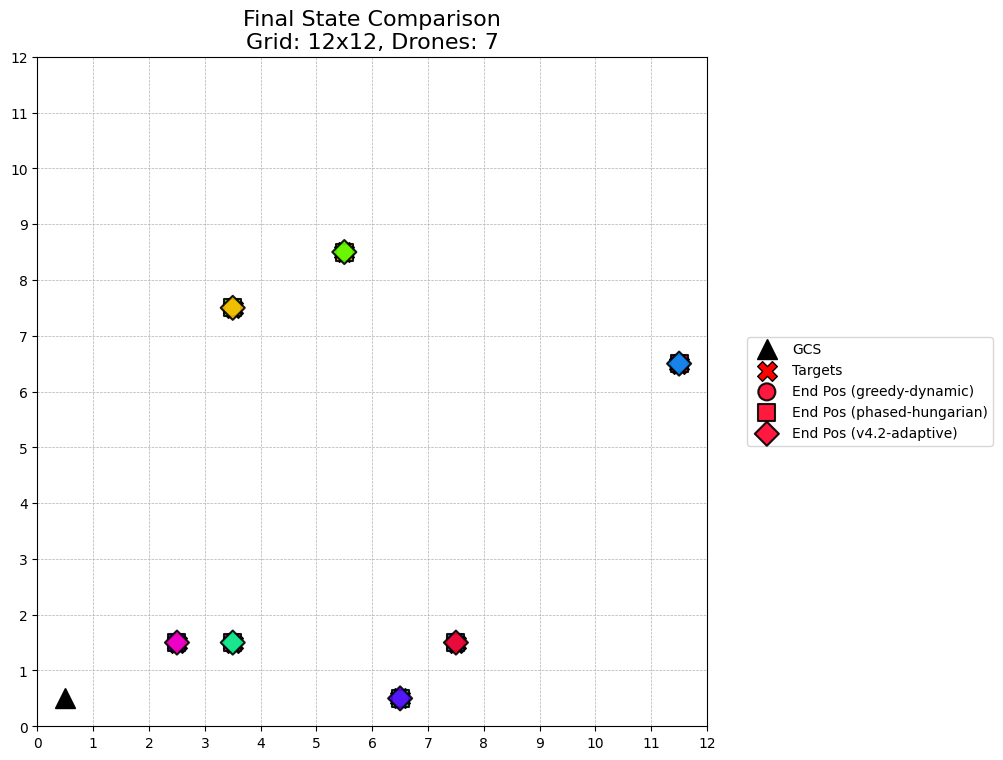 Final State Comparison
Grid: 12x12, Drones: 7
12
11
10
9
8
7
6
5
4
3
2
1
0
0 1 2 3 4 5 6 7 8 9 10 11 12
GCS
Targets
End Pos (greedy-dynamic)
End Pos (phased-hungarian)
End Pos (v4.2-adaptive)